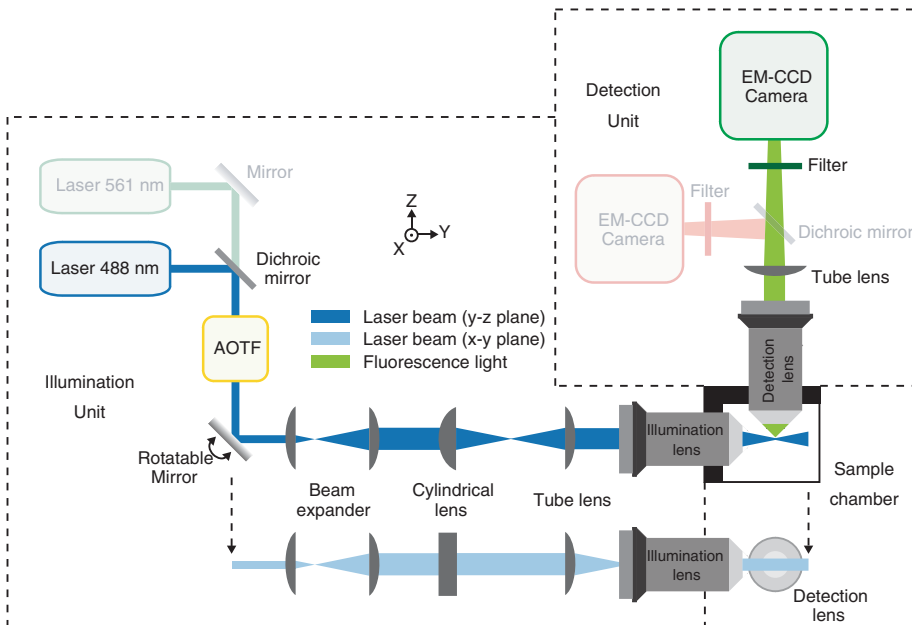 EM-CCD
Camera
Detection
Unit
Filter
Mirror
Laser 561 nm
Filter
EM-CCD
Camera
Dichroic mirror
Z
Y
X
Laser 488 nm
Dichroic
mirror
Tube lens
Laser beam (y-z plane)
Laser beam (x-y plane)
Fluorescence light
AOTF
Detection
lens
Illumination
Unit
Illumination
lens
Rotatable
Mirror
Sample
chamber
Beam
expander
Cylindrical
lens
Tube lens
Illumination
lens
Detection
lens